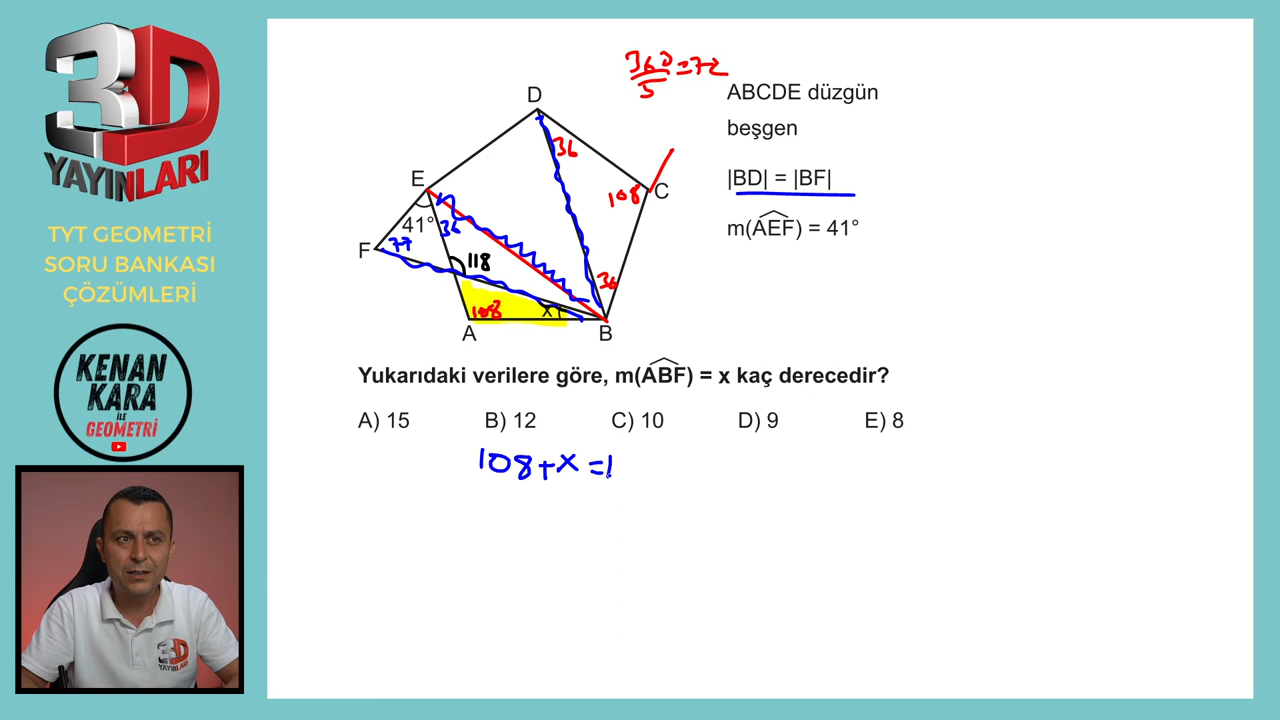 3D
YAYINLARI
TYT GEOMETRİ
SORU BANKASI
ÇÖZÜMLERİ
KENAN
KARA
İLE
GEOMETRİ
3D
YAYINLARI
360/5 = 72
D
E
C
F
A
B
41°
36
108
36
36
77
118
108
x
ABCDE düzgün
beşgen
|BD| = |BF|
m(AEF) = 41°
Yukarıdaki verilere göre, m(ABF) = x kaç derecedir?
A) 15 B) 12 C) 10 D) 9 E) 8
108 + x = 1